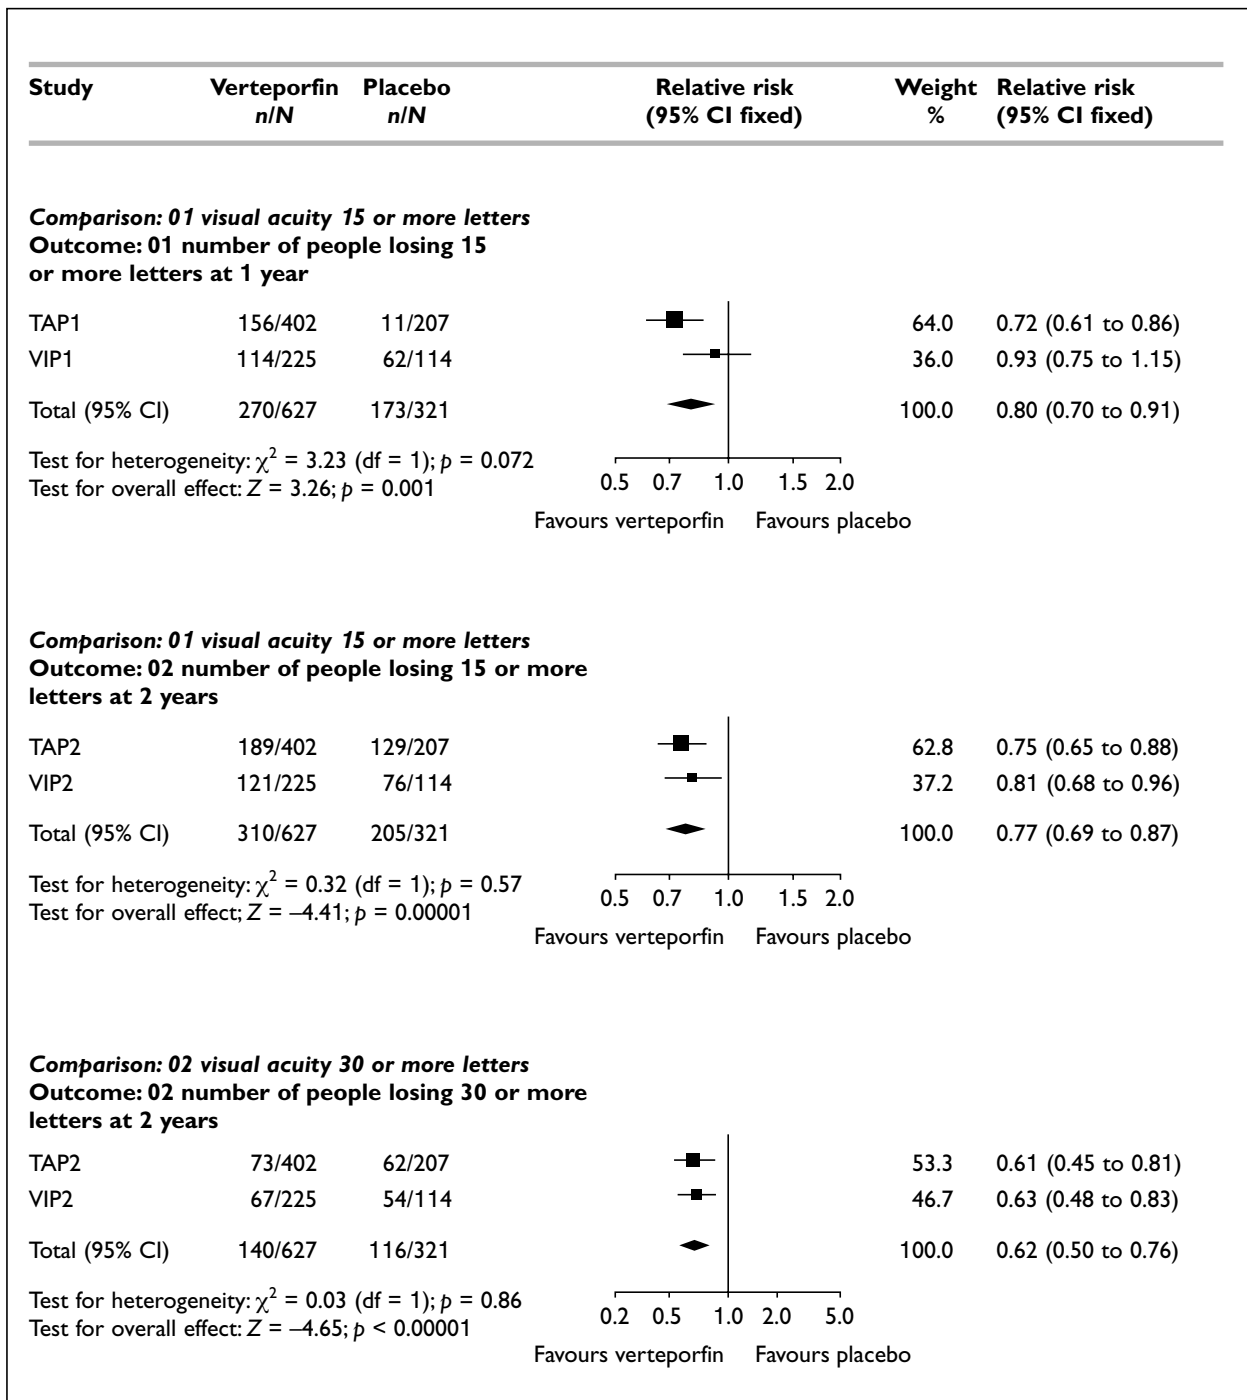 Study Verteporfin Placebo Relative risk Weight Relative risk
n/N n/N (95% CI fixed) % (95% CI fixed)
Comparison: 01 visual acuity 15 or more letters
Outcome: 01 number of people losing 15
or more letters at 1 year
TAP1 156/402 11/207 64.0 0.72 (0.61 to 0.86)
VIP1 114/225 62/114 36.0 0.93 (0.75 to 1.15)
Total (95% CI) 270/627 173/321 100.0 0.80 (0.70 to 0.91)
Test for heterogeneity: χ² = 3.23 (df = 1); p = 0.072
Test for overall effect: Z = 3.26; p = 0.001
0.5 0.7 1.0 1.5 2.0
Favours verteporfin Favours placebo
Comparison: 01 visual acuity 15 or more letters
Outcome: 02 number of people losing 15 or more
letters at 2 years
TAP2 189/402 129/207 62.8 0.75 (0.65 to 0.88)
VIP2 121/225 76/114 37.2 0.81 (0.68 to 0.96)
Total (95% CI) 310/627 205/321 100.0 0.77 (0.69 to 0.87)
Test for heterogeneity: χ² = 0.32 (df = 1); p = 0.57
Test for overall effect; Z = –4.41; p = 0.00001
0.5 0.7 1.0 1.5 2.0
Favours verteporfin Favours placebo
Comparison: 02 visual acuity 30 or more letters
Outcome: 02 number of people losing 30 or more
letters at 2 years
TAP2 73/402 62/207 53.3 0.61 (0.45 to 0.81)
VIP2 67/225 54/114 46.7 0.63 (0.48 to 0.83)
Total (95% CI) 140/627 116/321 100.0 0.62 (0.50 to 0.76)
Test for heterogeneity: χ² = 0.03 (df = 1); p = 0.86
Test for overall effect: Z = –4.65; p < 0.00001
0.2 0.5 1.0 2.0 5.0
Favours verteporfin Favours placebo